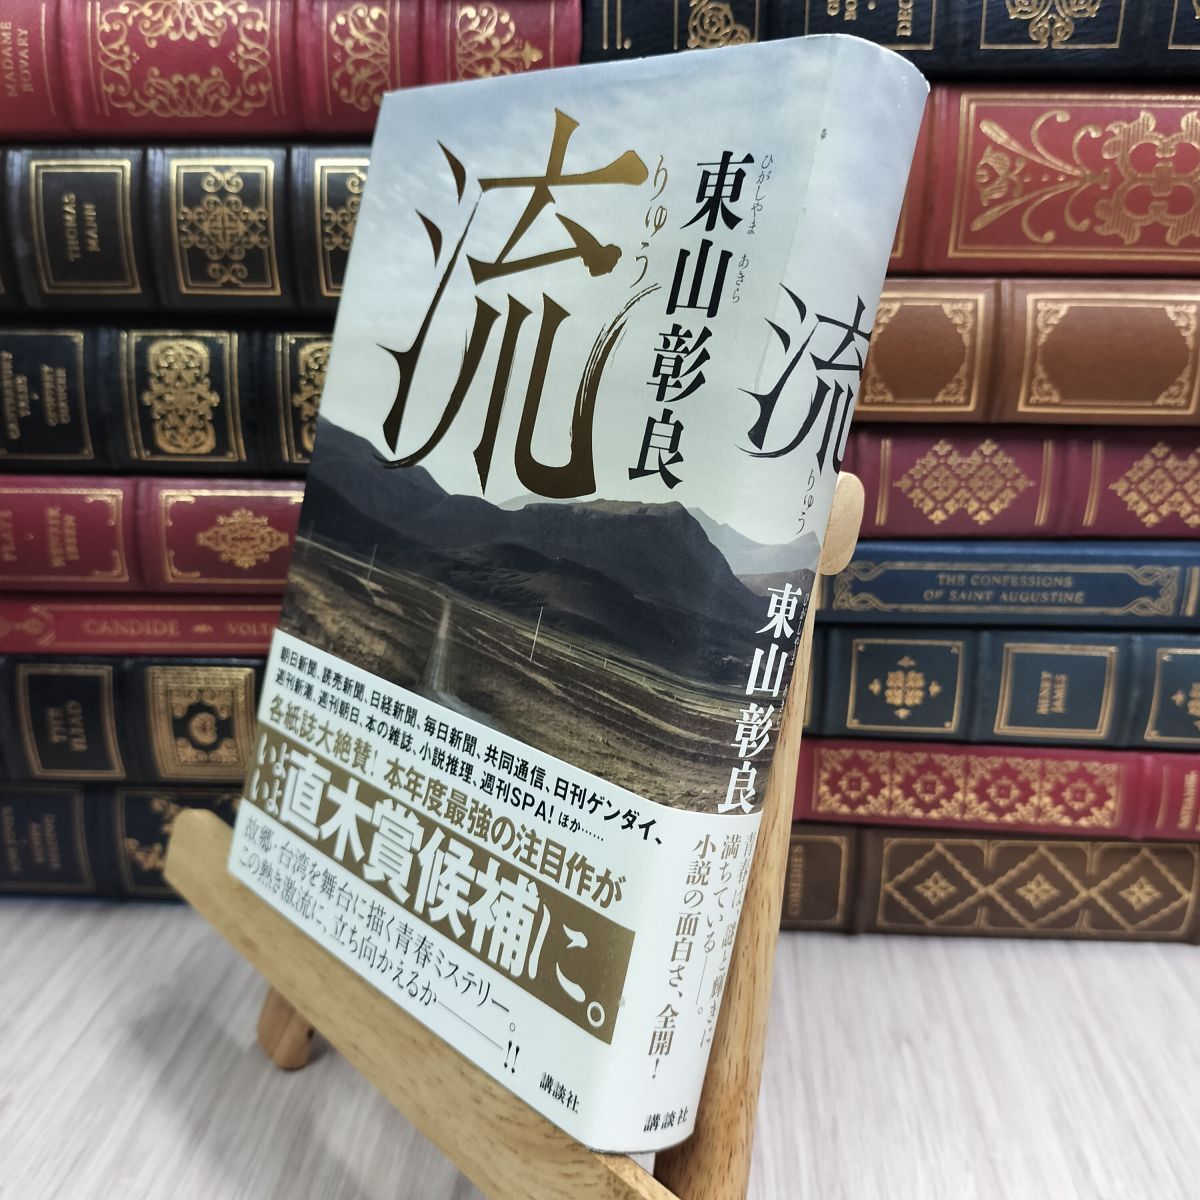 流
りゅう
東山彰良
ひがしやま あきら
朝日新聞、読売新聞、日経新聞、毎日新聞、共同通信、日刊ゲンダイ、
週刊新潮、週刊朝日、本の雑誌、小説推理、週刊SPA! ほか……
各紙誌大絶賛! 本年度最強の注目作が
いよいよ直木賞候補に。
故郷・台湾を舞台に描く青春ミステリー。
この熱き激流に、立ち向かえるか――!!
講談社
流
りゅう
東山彰良
青春は、謎と輝きに
満ちている――。
小説の面白さ、全開!
講談社
MADAME
BOVARY
THOMAS
MANN
CANDIDE
THE CONFESSIONS
OF SAINT AUGUSTINE
HENRY
JAMES